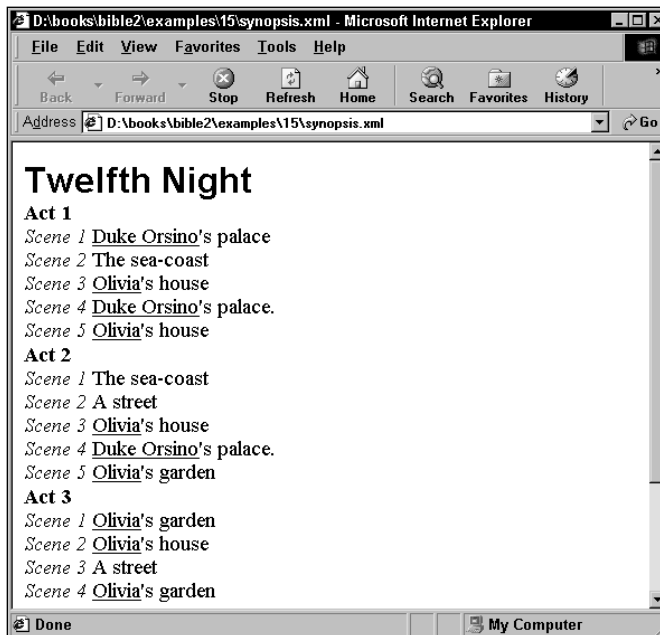 D:\books\bible2\examples\15\synopsis.xml - Microsoft Internet Explorer
File Edit View Favorites Tools Help
Back Forward Stop Refresh Home Search Favorites History »
Address D:\books\bible2\examples\15\synopsis.xml Go
Twelfth Night
Act 1
Scene 1 Duke Orsino's palace
Scene 2 The sea-coast
Scene 3 Olivia's house
Scene 4 Duke Orsino's palace.
Scene 5 Olivia's house
Act 2
Scene 1 The sea-coast
Scene 2 A street
Scene 3 Olivia's house
Scene 4 Duke Orsino's palace.
Scene 5 Olivia's garden
Act 3
Scene 1 Olivia's garden
Scene 2 Olivia's house
Scene 3 A street
Scene 4 Olivia's garden
Done My Computer